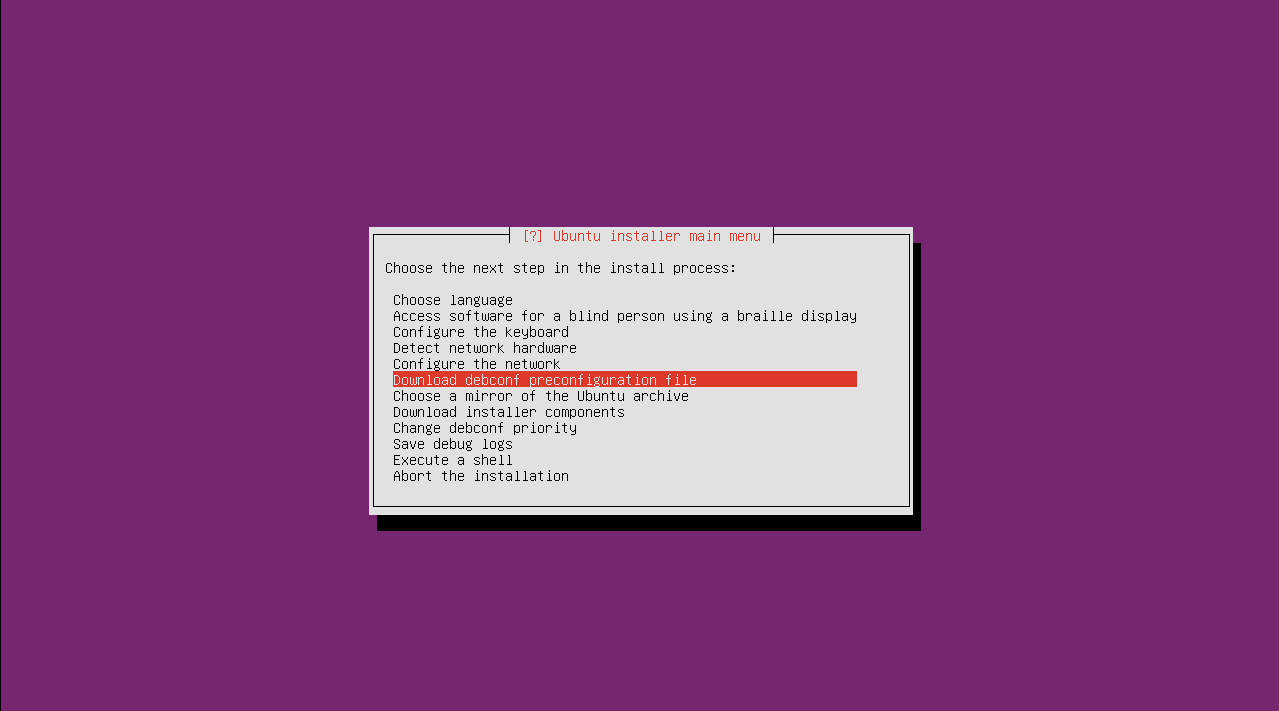 [?] Ubuntu installer main menu
Choose the next step in the install process:
Choose language
Access software for a blind person using a braille display
Configure the keyboard
Detect network hardware
Configure the network
Download debconf preconfiguration file
Choose a mirror of the Ubuntu archive
Download installer components
Change debconf priority
Save debug logs
Execute a shell
Abort the installation